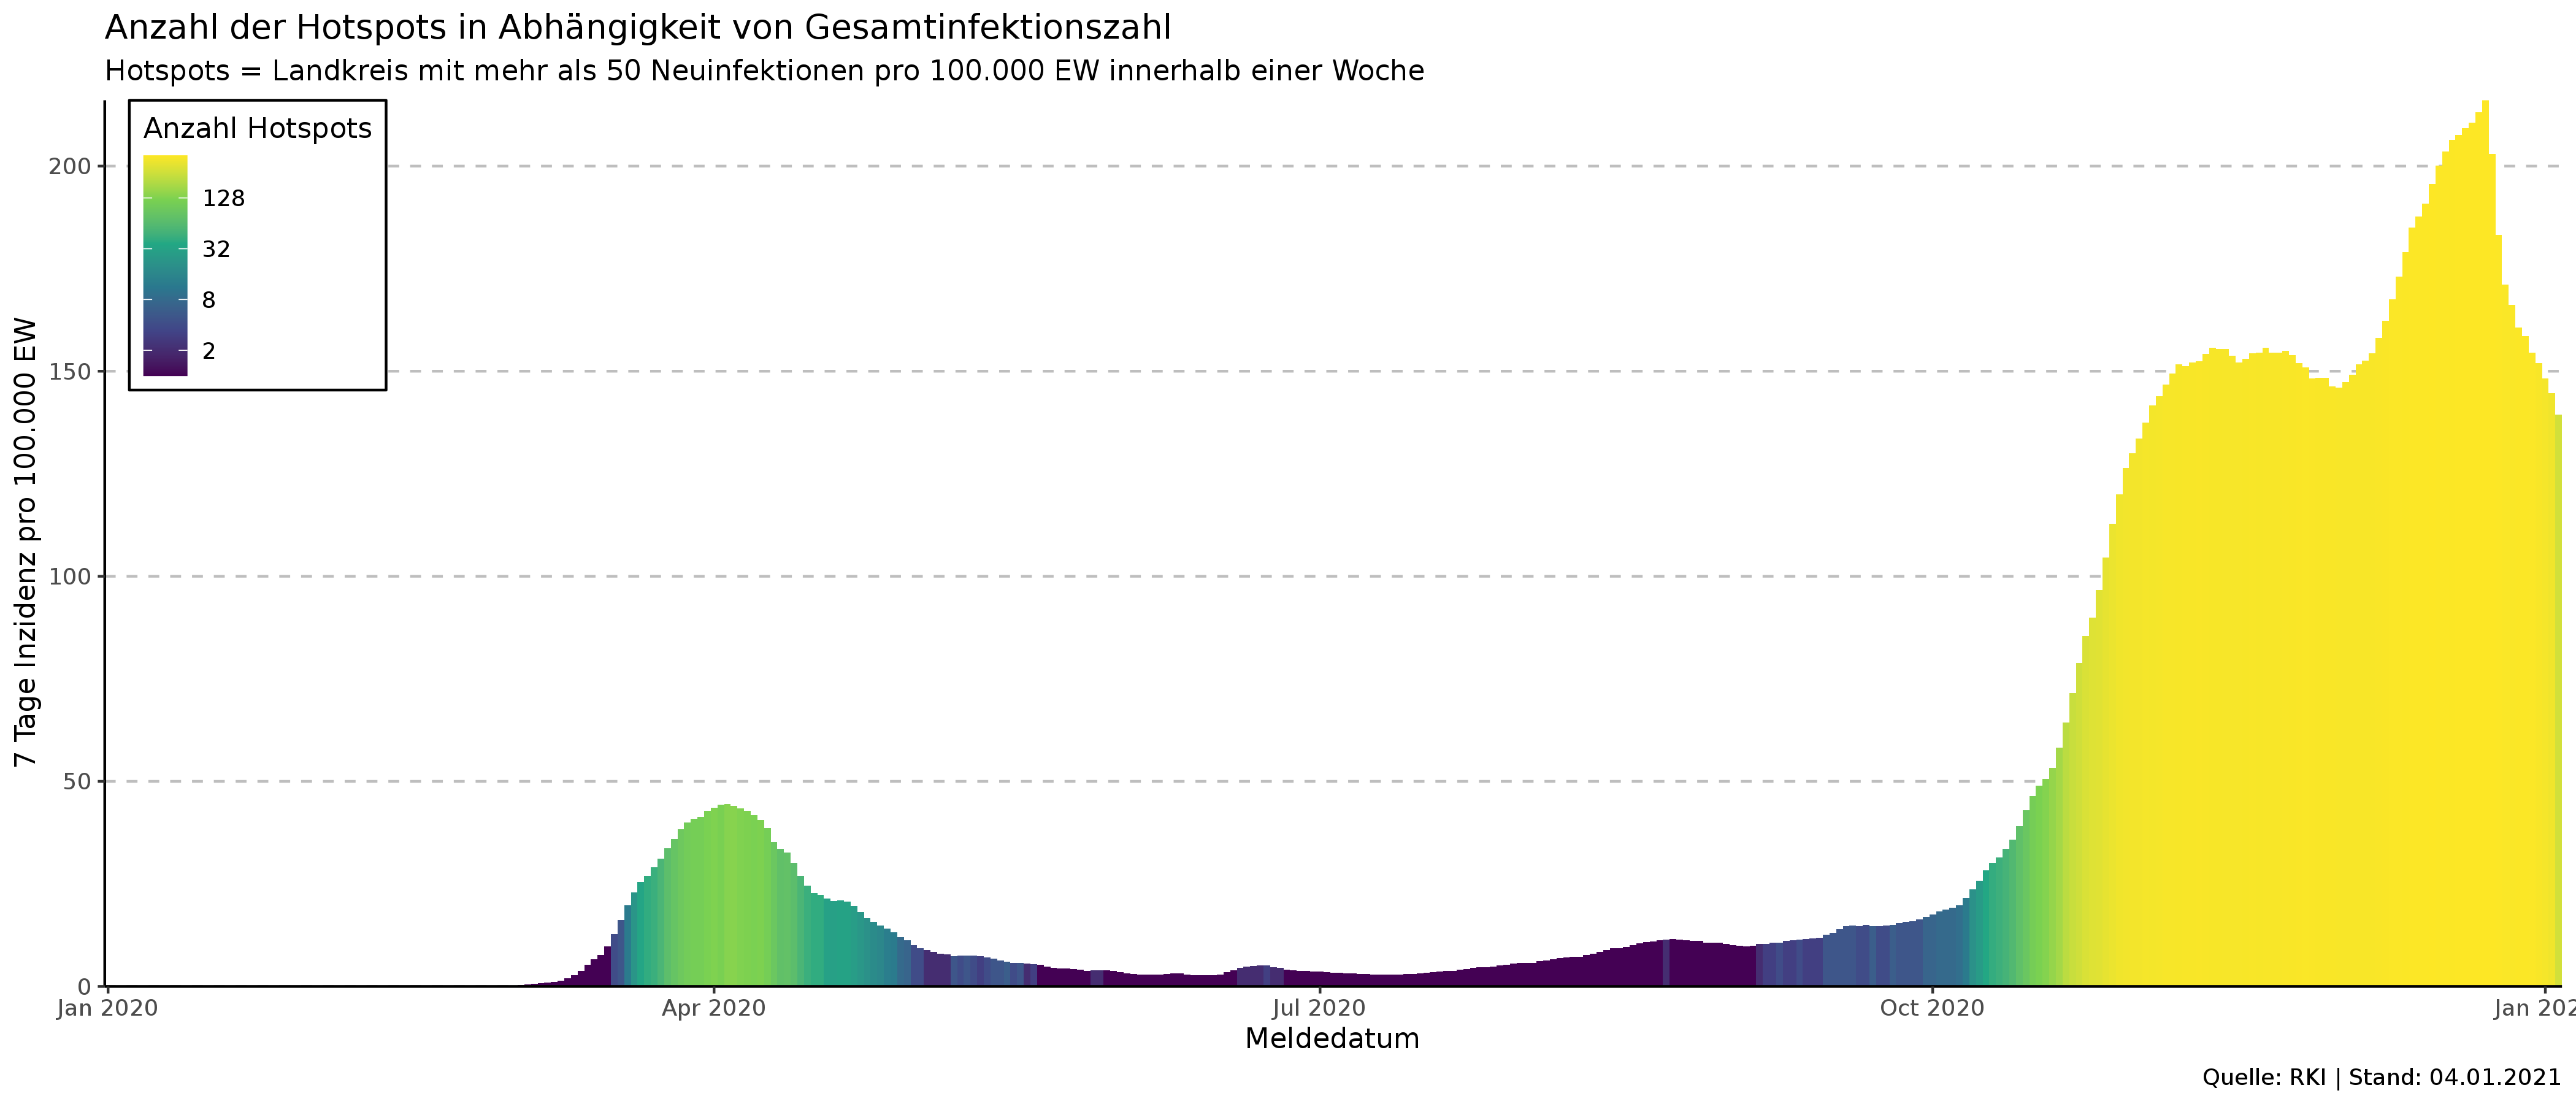 Anzahl der Hotspots in Abhängigkeit von Gesamtinfektionszahl
Hotspots = Landkreis mit mehr als 50 Neuinfektionen pro 100.000 EW innerhalb einer Woche
Anzahl Hotspots
128
32
8
2
7 Tage Inzidenz pro 100.000 EW
200
150
100
50
0
Jan 2020
Apr 2020
Jul 2020
Oct 2020
Jan 202
Meldedatum
Quelle: RKI | Stand: 04.01.2021